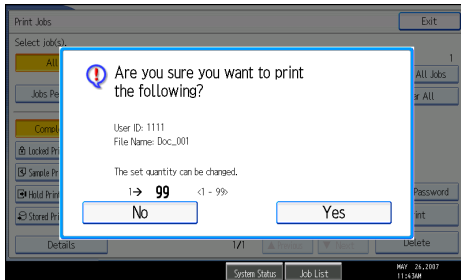 Print Jobs
Exit
Select job(s).
All
1
All Jobs
Jobs Pe
ar All
Compl
Locked Pri
Sample Pr
Hold Print
Stored Pri
Password
int
Details
1/1
Delete
Are you sure you want to print
the following?
User ID: 1111
File Name: Doc_001
The set quantity can be changed.
1→ 99 <1 - 99>
No
Yes
System Status
Job List
MAY 26,2007
11:43AM